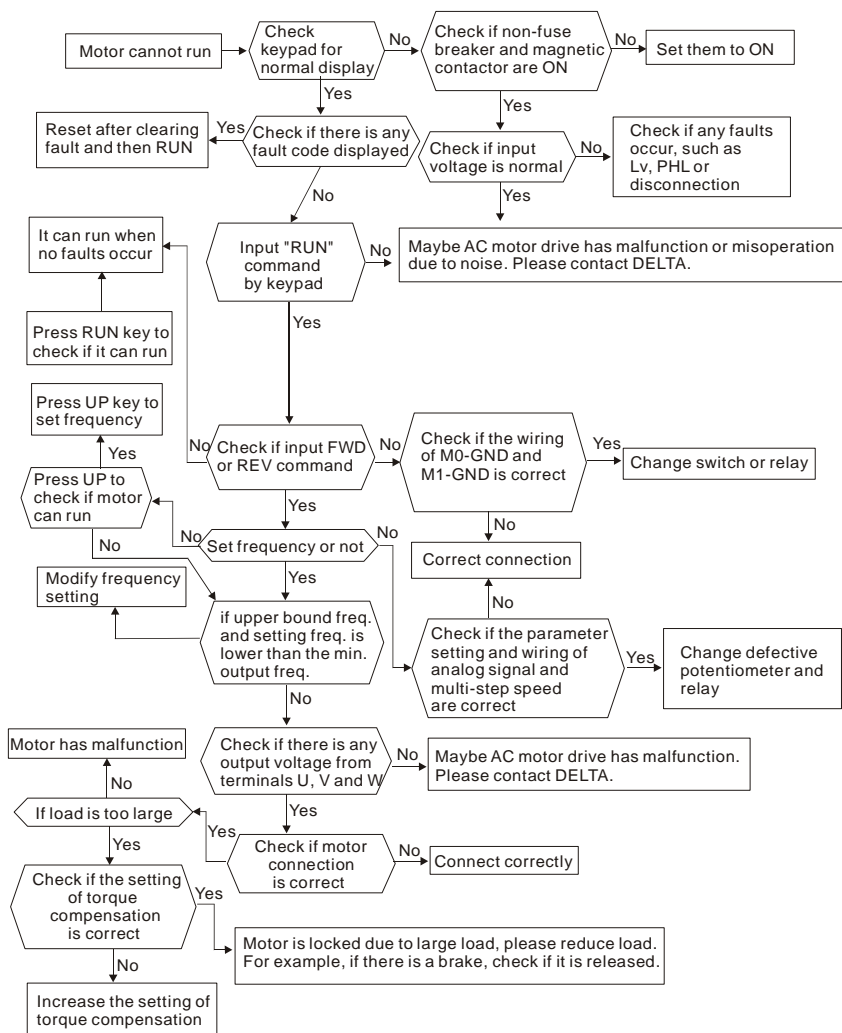 Motor cannot run
Check
keypad for
normal display
No
Check if non-fuse
breaker and magnetic
contactor are ON
No
Set them to ON
Yes
Yes
Reset after clearing
fault and then RUN
Yes
Check if there is any
fault code displayed
Check if input
voltage is normal
No
Check if any faults
occur, such as
Lv, PHL or
disconnection
No
Yes
It can run when
no faults occur
Input "RUN"
command
by keypad
No
Maybe AC motor drive has malfunction or misoperation
due to noise. Please contact DELTA.
Yes
Press RUN key to
check if it can run
Press UP key to
set frequency
Yes
No
Check if input FWD
or REV command
No
Check if the wiring
of M0-GND and
M1-GND is correct
Yes
Change switch or relay
Press UP to
check if motor
can run
Yes
No
No
No
Set frequency or not
No
Correct connection
Yes
No
Modify frequency
setting
if upper bound freq.
and setting freq. is
lower than the min.
output freq.
Check if the parameter
setting and wiring of
analog signal and
multi-step speed
are correct
Yes
Change defective
potentiometer and
relay
No
Motor has malfunction
Check if there is any
output voltage from
terminals U, V and W
No
Maybe AC motor drive has malfunction.
Please contact DELTA.
No
Yes
If load is too large
Yes
Check if motor
connection
is correct
No
Connect correctly
Yes
Check if the setting
of torque
compensation
is correct
Yes
Motor is locked due to large load, please reduce load.
For example, if there is a brake, check if it is released.
No
Increase the setting of
torque compensation